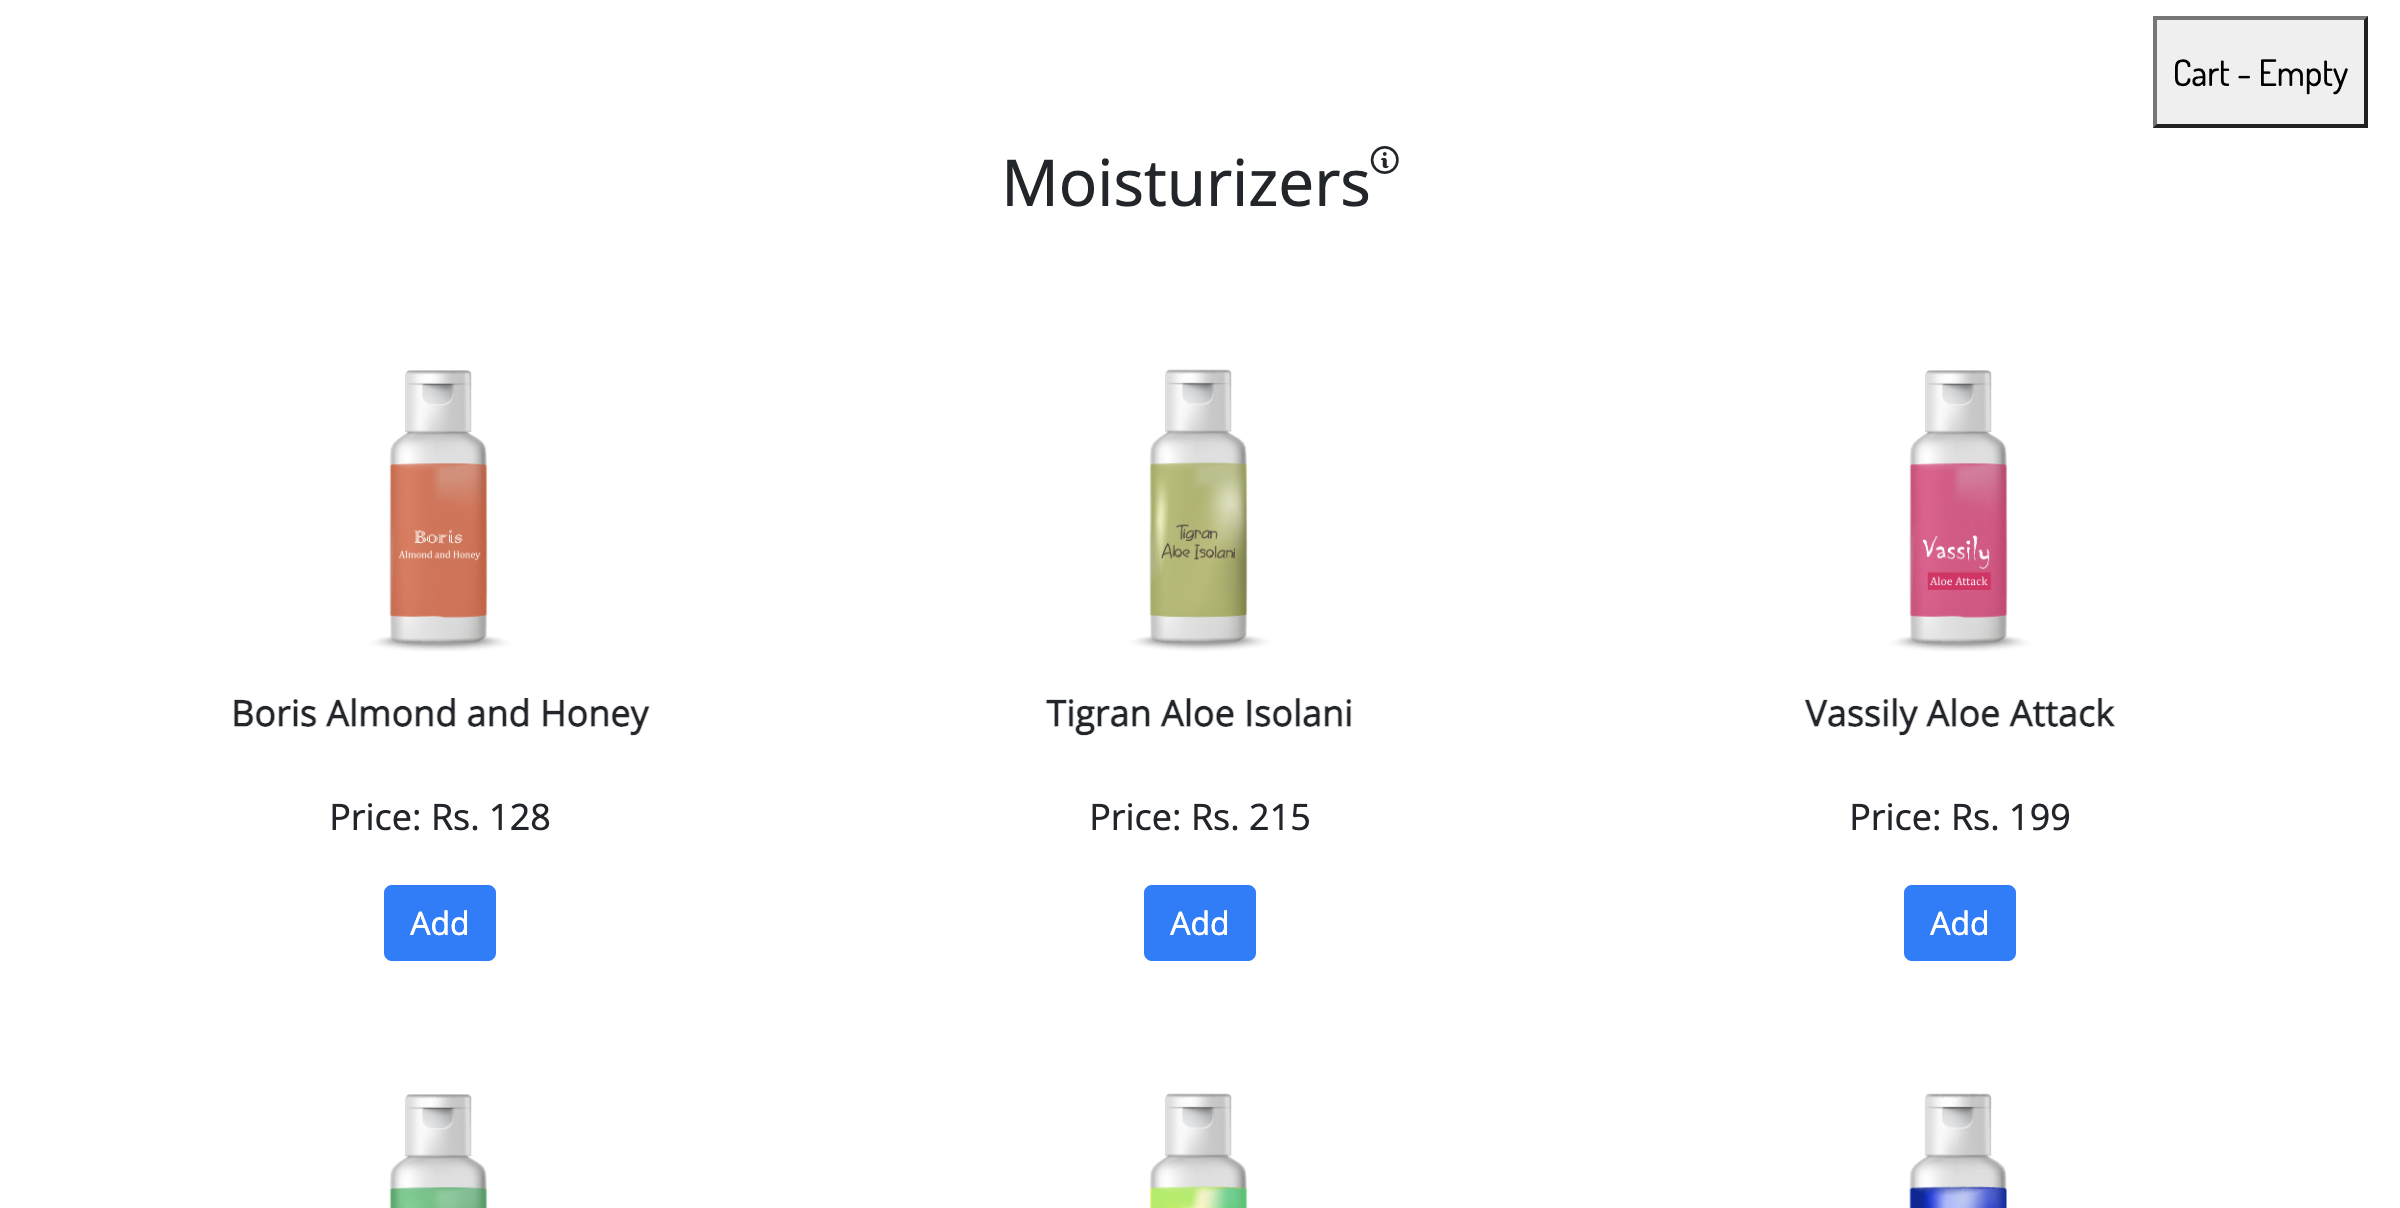 Cart - Empty
Moisturizers
Boris
Almond and Honey
Tigran
Aloe Isolani
Vassily
Aloe Attack
Boris Almond and Honey
Tigran Aloe Isolani
Vassily Aloe Attack
Price: Rs. 128
Price: Rs. 215
Price: Rs. 199
Add
Add
Add